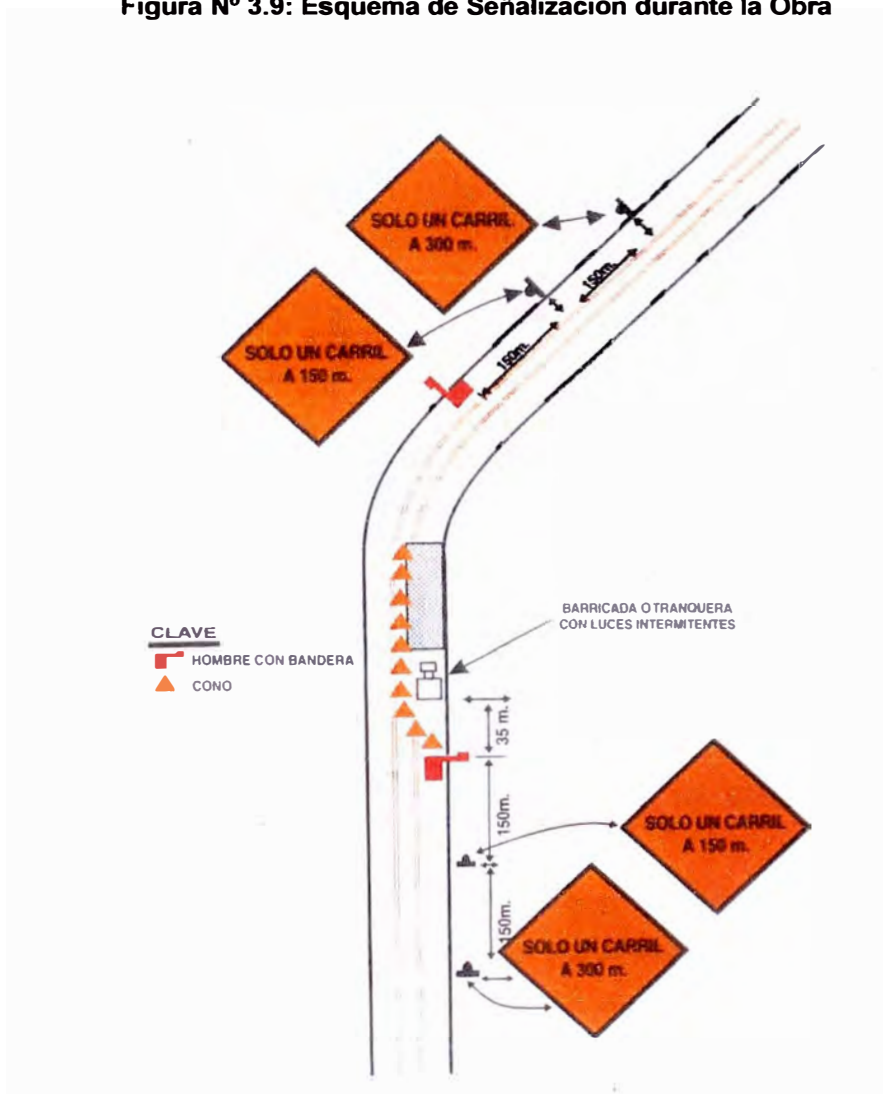 Figura Nº 3.9: Esquema de Señalización durante la Obra
SOLO UN CARRIL
A 300 m.
150m.
SOLO UN CARRIL
A 150 m.
150m.
BARRICADA O TRANQUERA
CON LUCES INTERMITENTES
CLAVE
HOMBRE CON BANDERA
CONO
35 m.
150m.
SOLO UN CARRIL
A 150 m.
150m.
SOLO UN CARRIL
A 300 m.